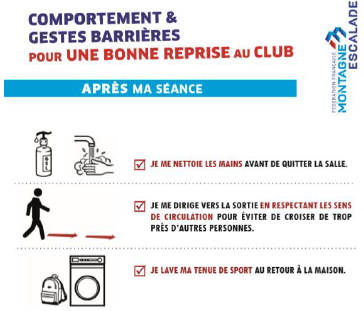 COMPORTEMENT &
GESTES BARRIÈRES
POUR UNE BONNE REPRISE AU CLUB
FÉDÉRATION FRANÇAISE
MONTAGNE
ESCALADE
APRÈS MA SÉANCE
JE ME NETTOIE LES MAINS AVANT DE QUITTER LA SALLE.
JE ME DIRIGE VERS LA SORTIE EN RESPECTANT LES SENS
DE CIRCULATION POUR ÉVITER DE CROISER DE TROP
PRÈS D'AUTRES PERSONNES.
JE LAVE MA TENUE DE SPORT AU RETOUR À LA MAISON.